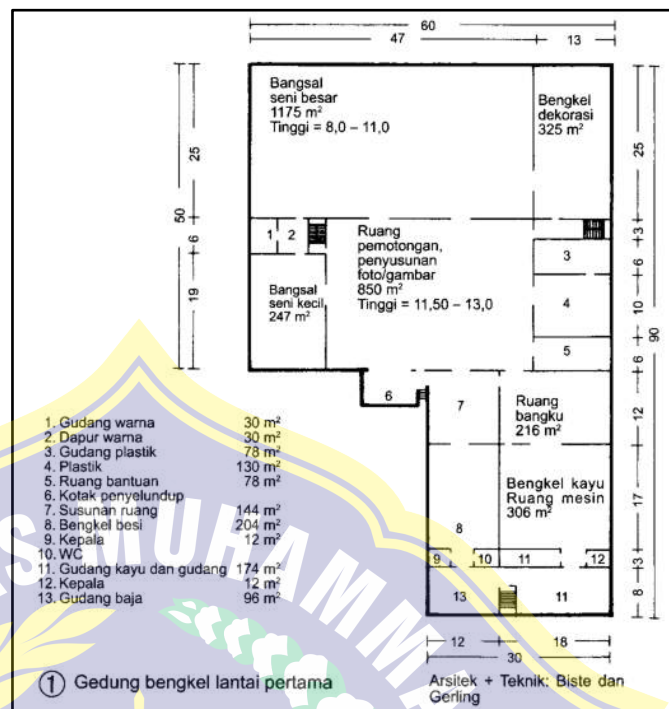 60
47
13
Bangsal
seni besar
1175 m²
Tinggi = 8,0 – 11,0
Bengkel
dekorasi
325 m²
25
50
6
19
25
3
6
10
6
12
17
3
8
90
1
2
Ruang
pemotongan,
penyusunan
foto/gambar
850 m²
Tinggi = 11,50 – 13,0
3
4
5
Bangsal
seni kecil
247 m²
6
7
Ruang
bangku
216 m²
Bengkel kayu
Ruang mesin
306 m²
8
9
10
11
12
13
11
12
18
30
1. Gudang warna 30 m²
2. Dapur warna 30 m²
3. Gudang plastik 78 m²
4. Plastik 130 m²
5. Ruang bantuan 78 m²
6. Kotak penyelundup
7. Susunan ruang 144 m²
8. Bengkel besi 204 m²
9. Kepala 12 m²
10. WC
11. Gudang kayu dan gudang 174 m²
12. Kepala 12 m²
13. Gudang baja 96 m²
S MUHAMMA
1 Gedung bengkel lantai pertama
Arsitek + Teknik: Biste dan
Gerling